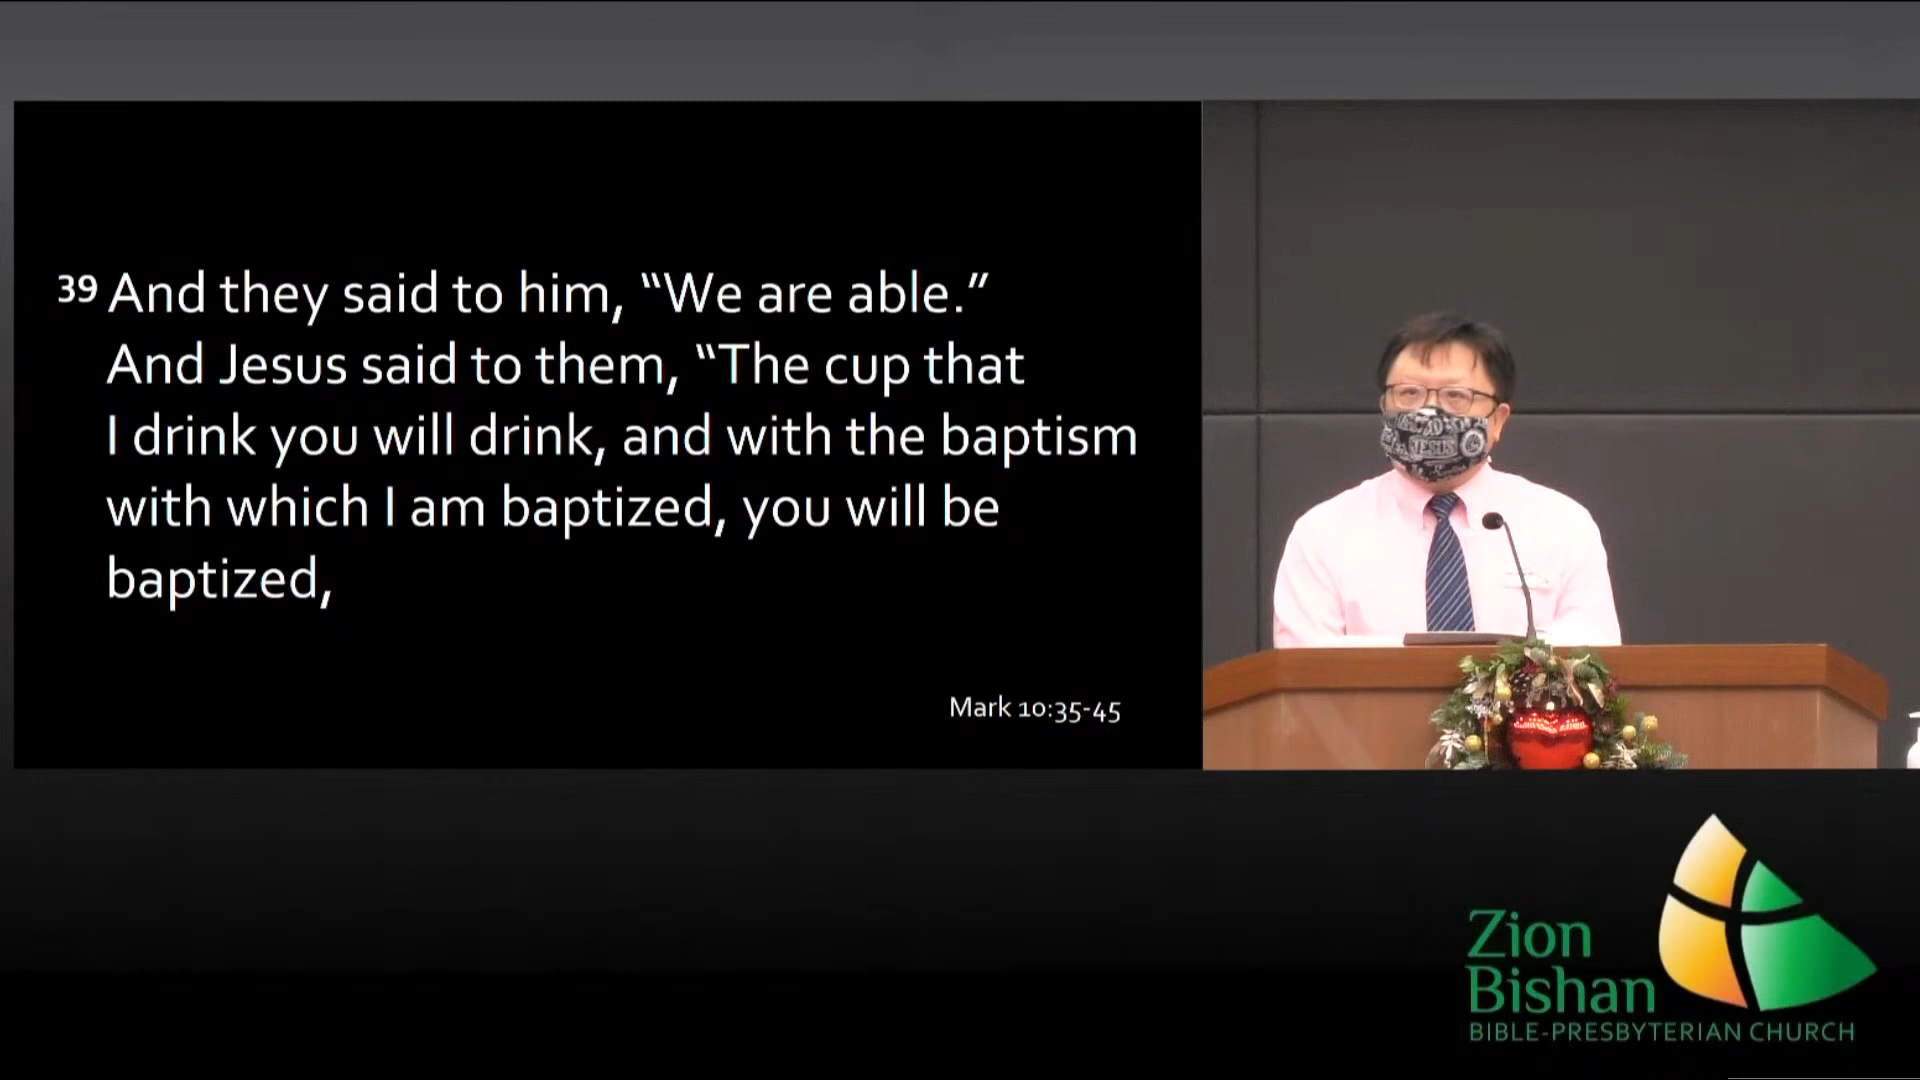 39 And they said to him, “We are able.”
And Jesus said to them, “The cup that
I drink you will drink, and with the baptism
with which I am baptized, you will be
baptized,
Mark 10:35-45
JESUS
Zion
Bishan
BIBLE-PRESBYTERIAN CHURCH